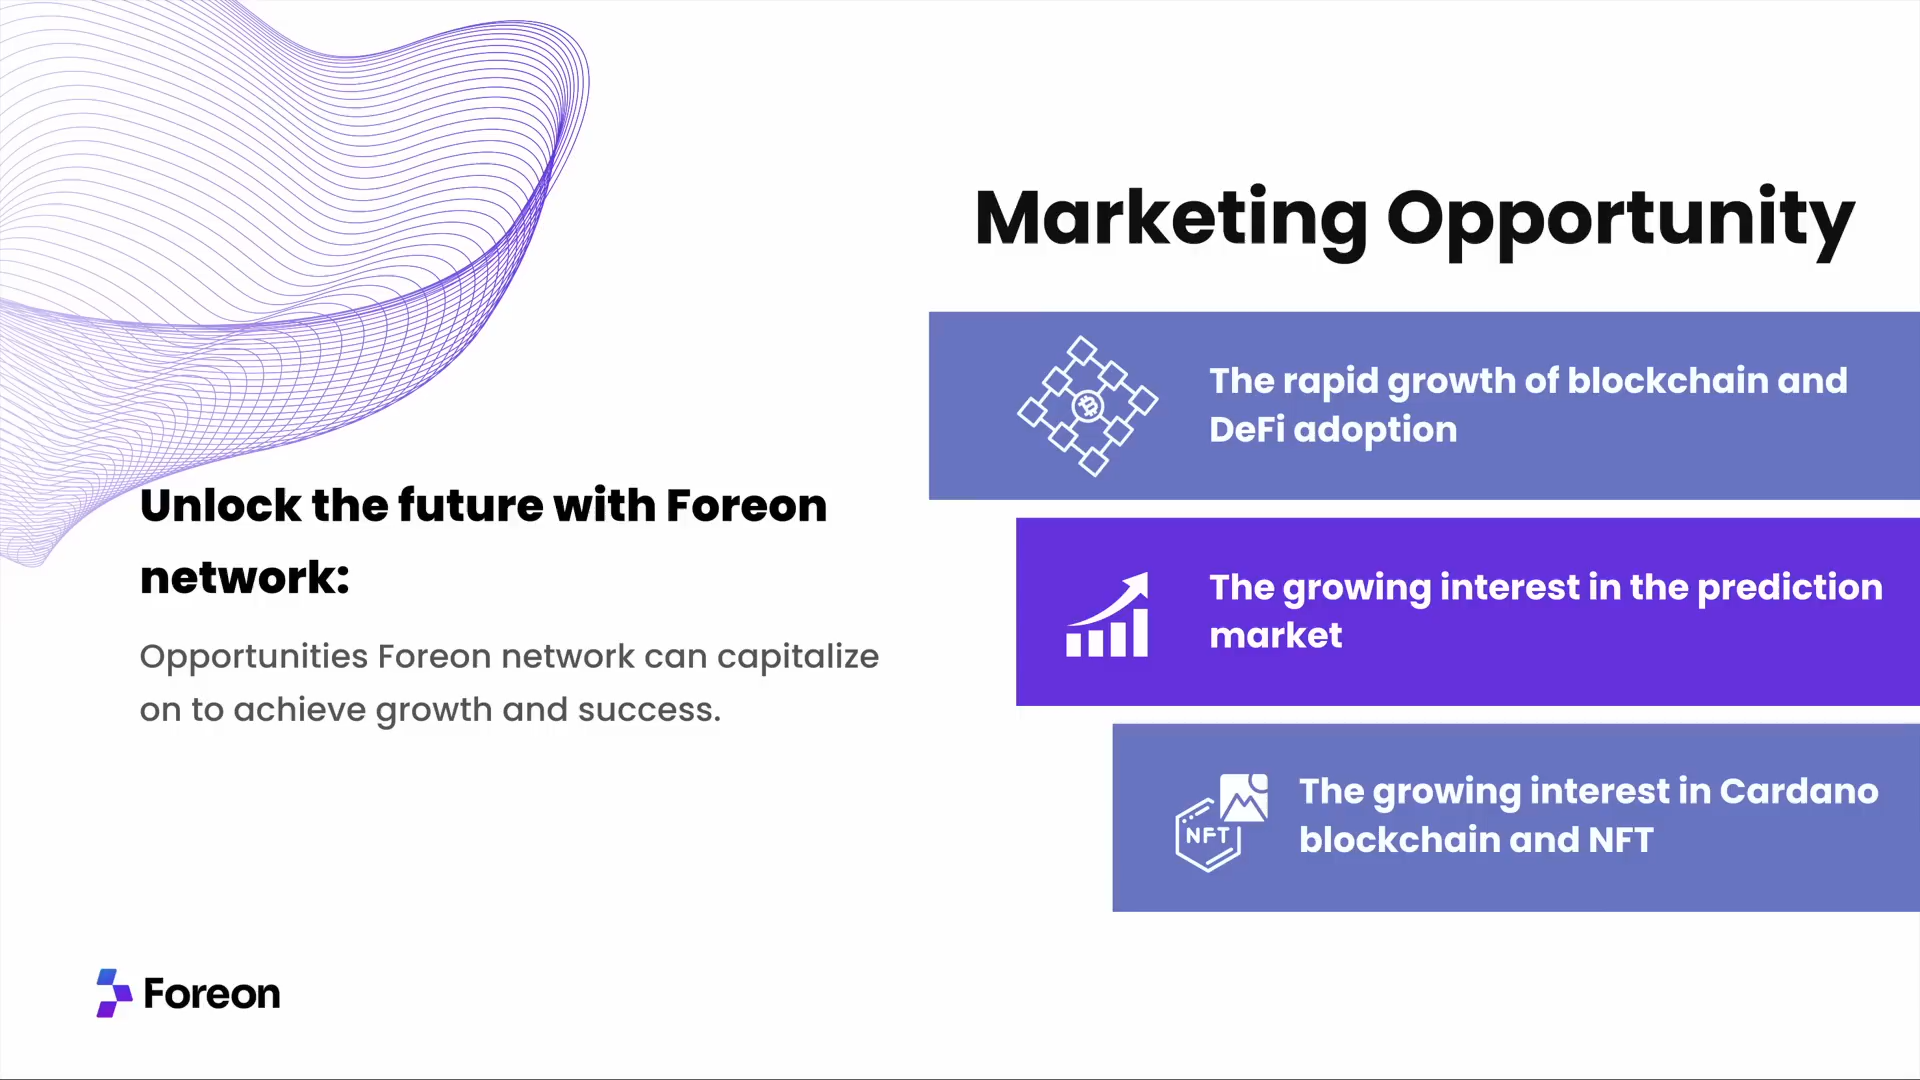 Marketing Opportunity
Unlock the future with Foreon
network:
Opportunities Foreon network can capitalize
on to achieve growth and success.
The rapid growth of blockchain and
DeFi adoption
The growing interest in the prediction
market
NFT
The growing interest in Cardano
blockchain and NFT
Foreon